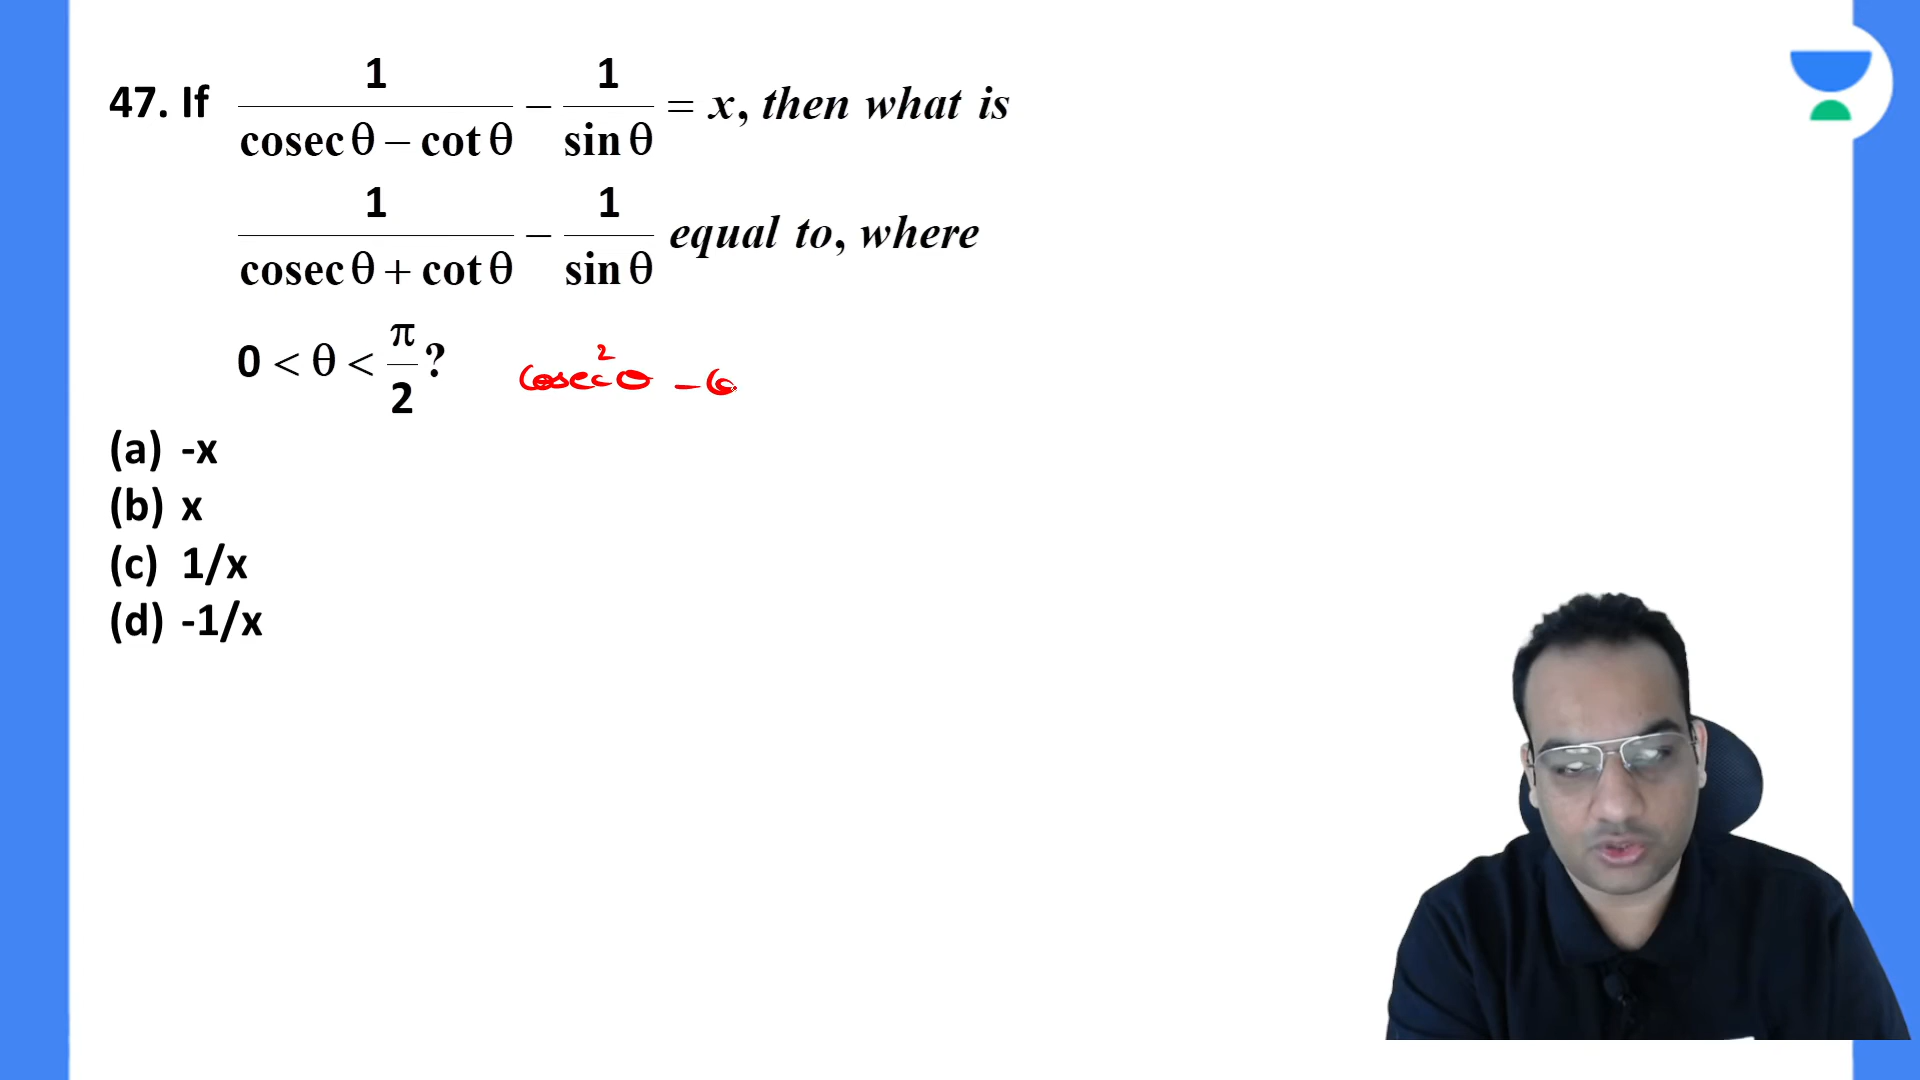 47. If 1/(cosec θ − cot θ) − 1/(sin θ) = x, then what is
1/(cosec θ + cot θ) − 1/(sin θ) equal to, where
0 < θ < π/2 ?
cosec²θ − co
(a) -x
(b) x
(c) 1/x
(d) -1/x